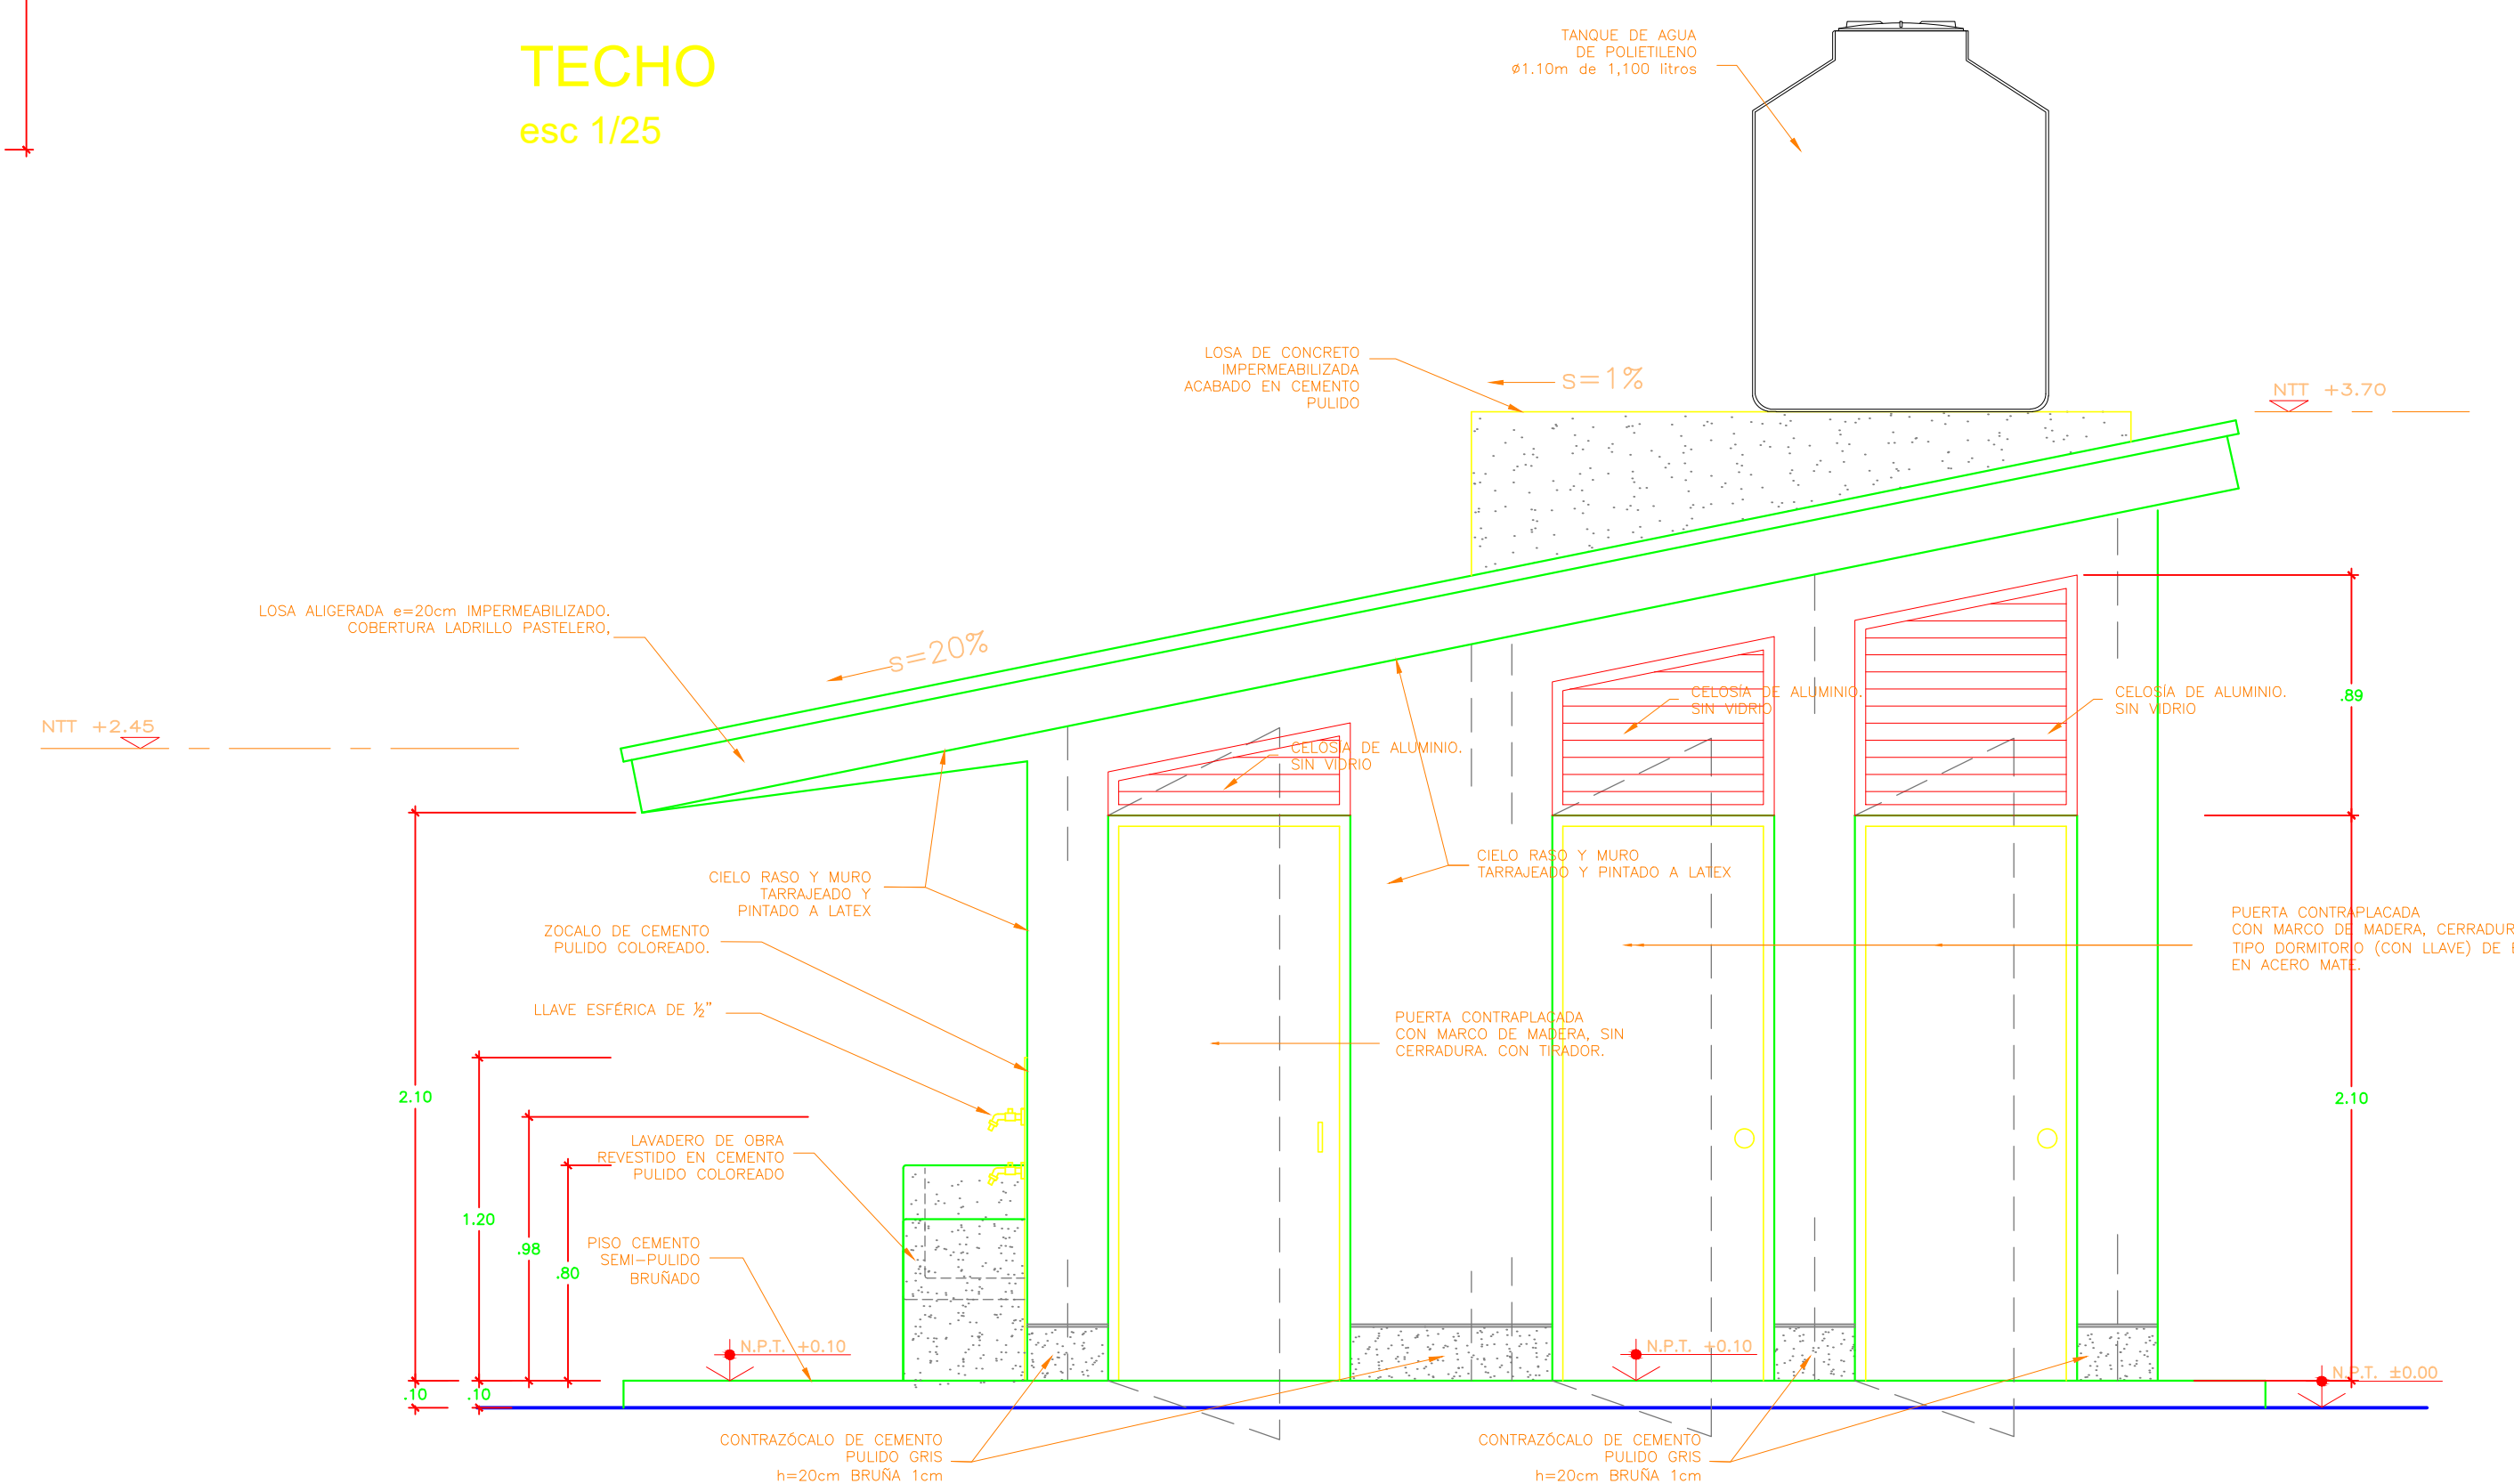 TECHO
esc 1/25
TANQUE DE AGUA
DE POLIETILENO
ø1.10m de 1,100 litros
LOSA DE CONCRETO
IMPERMEABILIZADA
ACABADO EN CEMENTO
PULIDO
s=1%
NTT +3.70
LOSA ALIGERADA e=20cm IMPERMEABILIZADO.
COBERTURA LADRILLO PASTELERO,
s=20%
NTT +2.45
CELOSÍA DE ALUMINIO.
SIN VIDRIO
CELOSÍA DE ALUMINIO.
SIN VIDRIO
CELOSÍA DE ALUMINIO.
SIN VIDRIO
.89
CIELO RASO Y MURO
TARRAJEADO Y
PINTADO A LATEX
CIELO RASO Y MURO
TARRAJEADO Y PINTADO A LATEX
ZOCALO DE CEMENTO
PULIDO COLOREADO.
PUERTA CONTRAPLACADA
CON MARCO DE MADERA, CERRADUR
TIPO DORMITORIO (CON LLAVE) DE
EN ACERO MATE.
LLAVE ESFÉRICA DE ½"
PUERTA CONTRAPLACADA
CON MARCO DE MADERA, SIN
CERRADURA. CON TIRADOR.
2.10
2.10
LAVADERO DE OBRA
REVESTIDO EN CEMENTO
PULIDO COLOREADO
1.20
.98
.80
PISO CEMENTO
SEMI-PULIDO
BRUÑADO
N.P.T. +0.10
N.P.T. +0.10
N.P.T. ±0.00
.10
.10
CONTRAZÓCALO DE CEMENTO
PULIDO GRIS
h=20cm BRUÑA 1cm
CONTRAZÓCALO DE CEMENTO
PULIDO GRIS
h=20cm BRUÑA 1cm